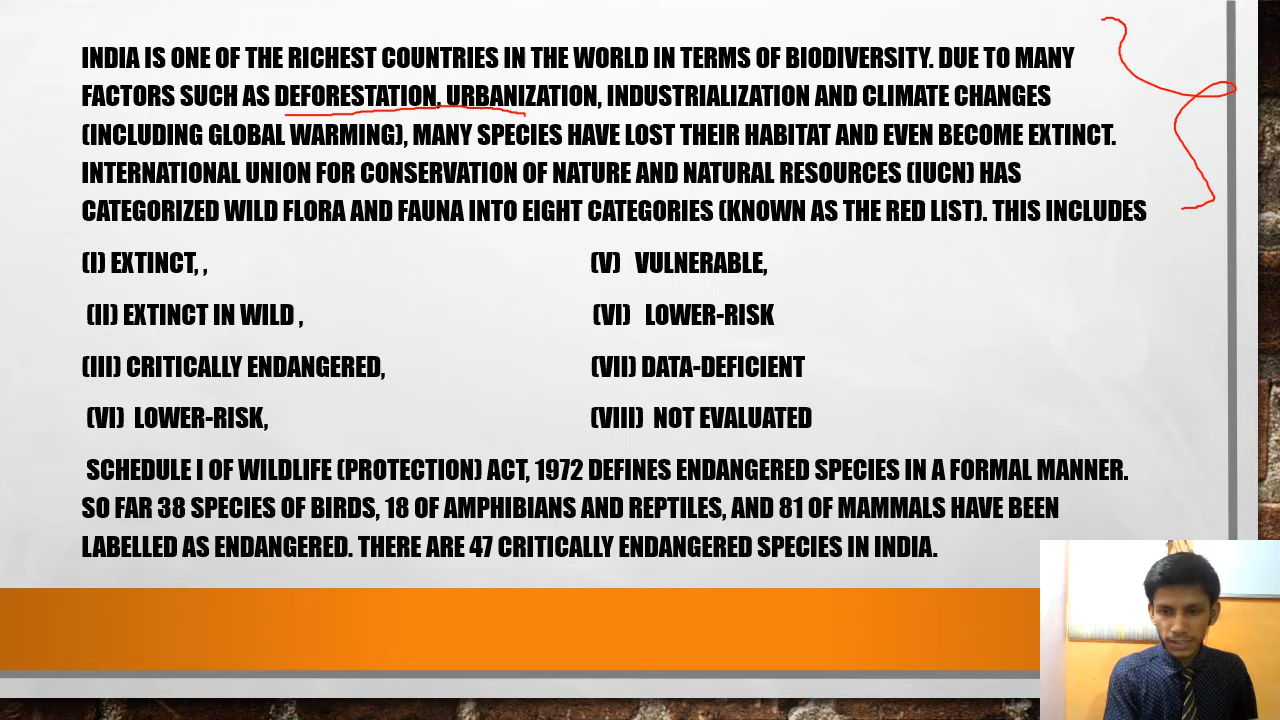 INDIA IS ONE OF THE RICHEST COUNTRIES IN THE WORLD IN TERMS OF BIODIVERSITY. DUE TO MANY
FACTORS SUCH AS DEFORESTATION, URBANIZATION, INDUSTRIALIZATION AND CLIMATE CHANGES
(INCLUDING GLOBAL WARMING), MANY SPECIES HAVE LOST THEIR HABITAT AND EVEN BECOME EXTINCT.
INTERNATIONAL UNION FOR CONSERVATION OF NATURE AND NATURAL RESOURCES (IUCN) HAS
CATEGORIZED WILD FLORA AND FAUNA INTO EIGHT CATEGORIES (KNOWN AS THE RED LIST). THIS INCLUDES
(I) EXTINCT, , (V) VULNERABLE,
(II) EXTINCT IN WILD , (VI) LOWER-RISK
(III) CRITICALLY ENDANGERED, (VII) DATA-DEFICIENT
(VI) LOWER-RISK, (VIII) NOT EVALUATED
SCHEDULE I OF WILDLIFE (PROTECTION) ACT, 1972 DEFINES ENDANGERED SPECIES IN A FORMAL MANNER.
SO FAR 38 SPECIES OF BIRDS, 18 OF AMPHIBIANS AND REPTILES, AND 81 OF MAMMALS HAVE BEEN
LABELLED AS ENDANGERED. THERE ARE 47 CRITICALLY ENDANGERED SPECIES IN INDIA.